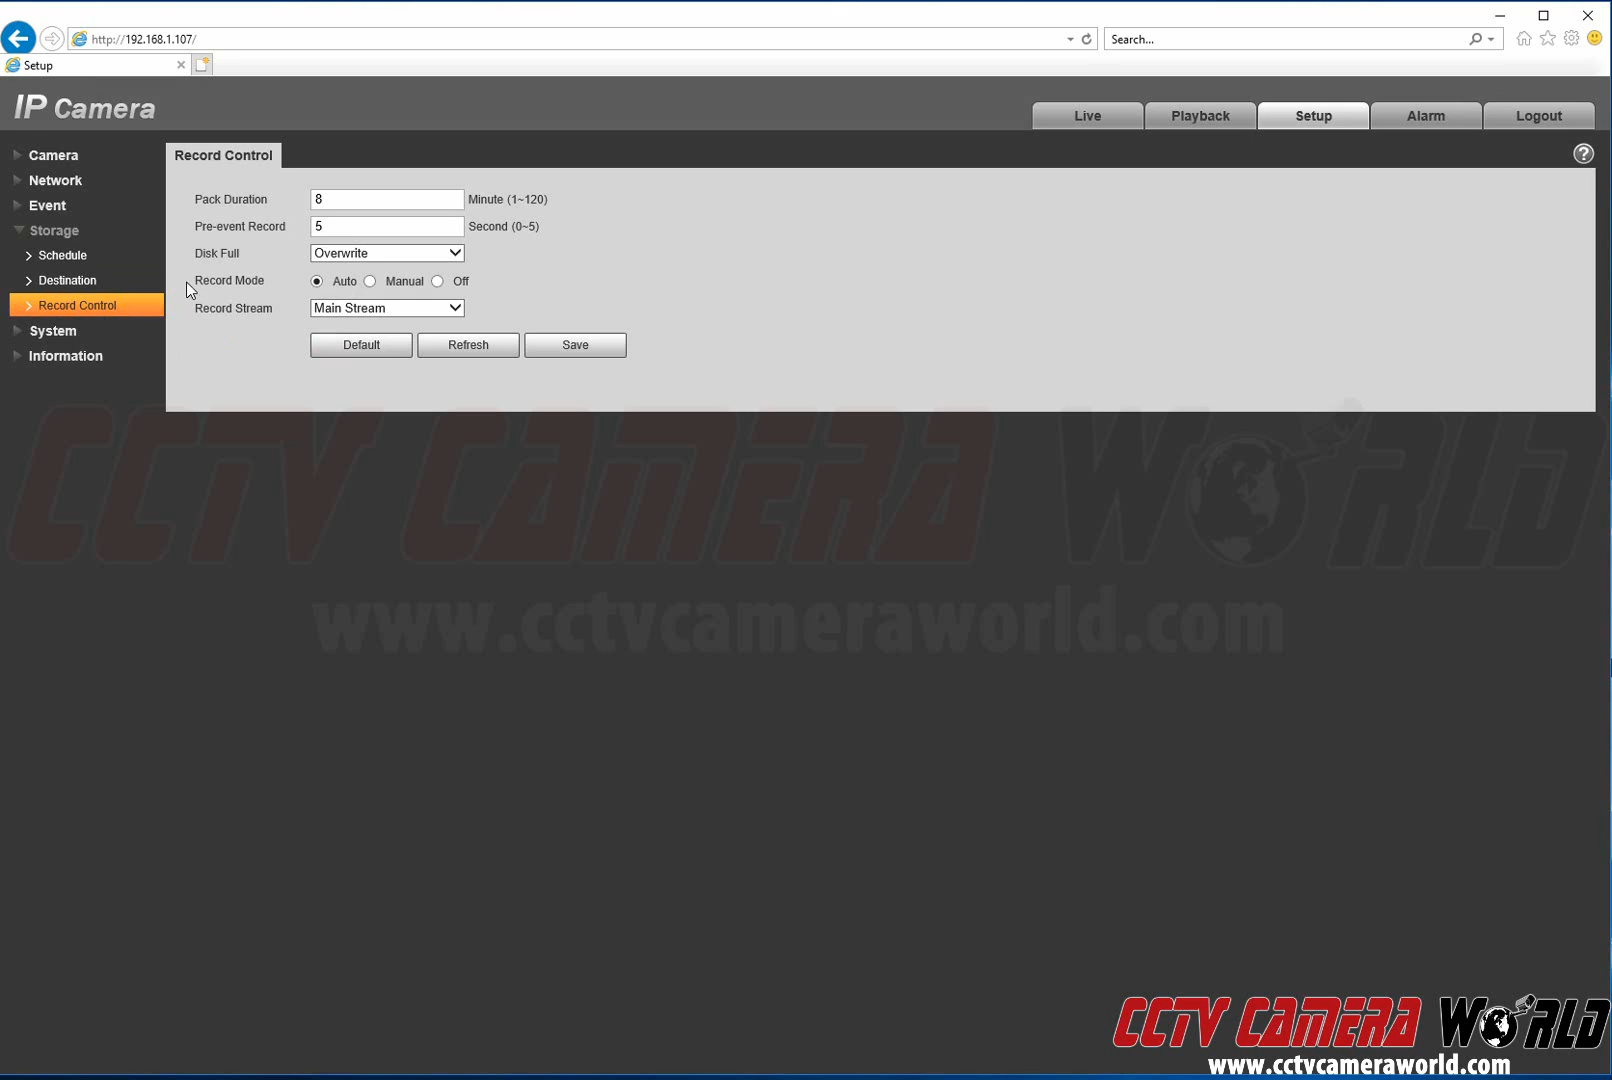 http://192.168.1.107/
Search...
Setup
IP Camera
Live
Playback
Setup
Alarm
Logout
Camera
Network
Event
Storage
Schedule
Destination
Record Control
System
Information
Record Control
?
Pack Duration 8 Minute (1~120)
Pre-event Record 5 Second (0~5)
Disk Full Overwrite
Record Mode Auto Manual Off
Record Stream Main Stream
Default Refresh Save
CCTV CAMERA WORLD
www.cctvcameraworld.com
CCTV CAMERA WORLD
www.cctvcameraworld.com